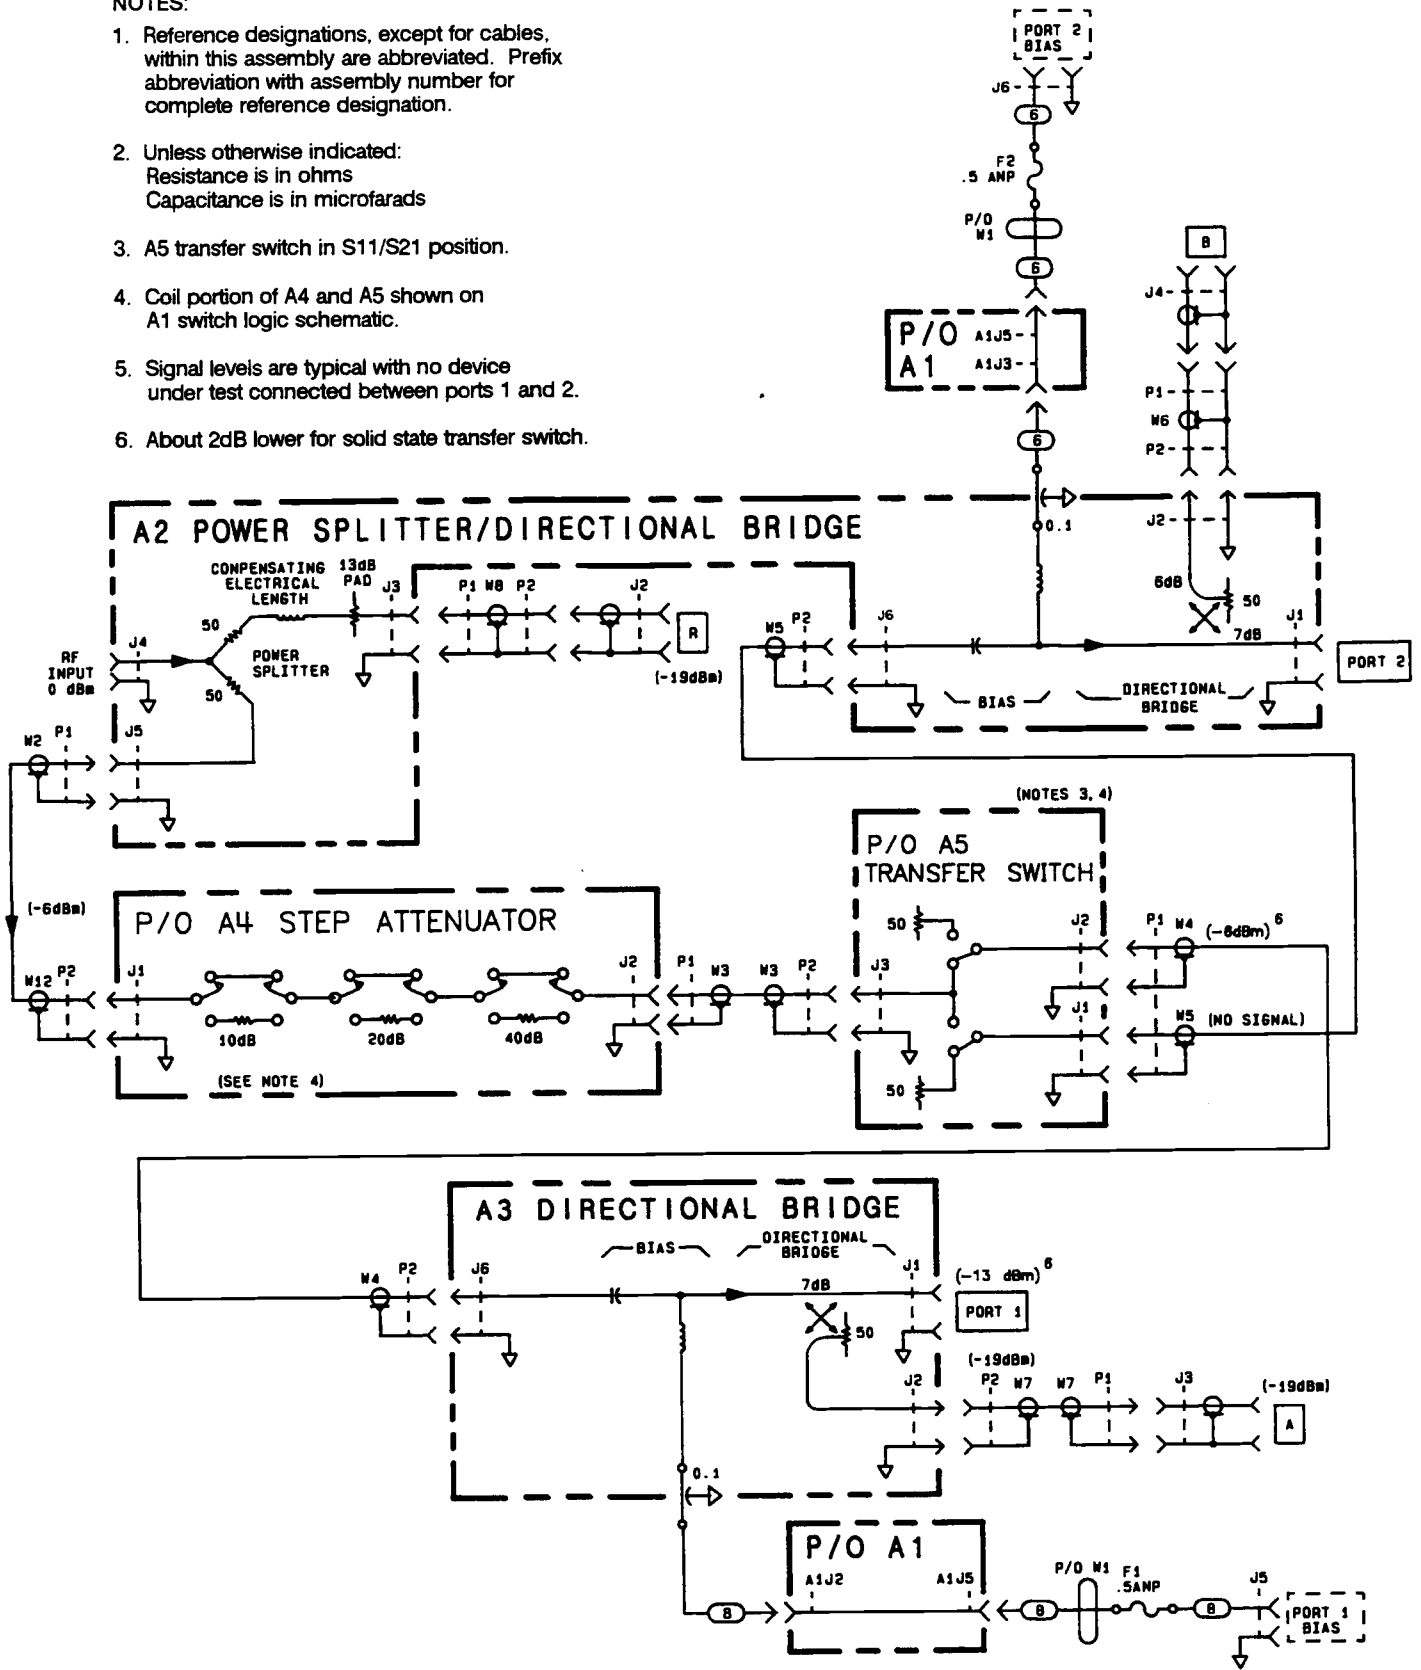 NOTES:
1. Reference designations, except for cables,
within this assembly are abbreviated. Prefix
abbreviation with assembly number for
complete reference designation.
2. Unless otherwise indicated:
Resistance is in ohms
Capacitance is in microfarads
3. A5 transfer switch in S11/S21 position.
4. Coil portion of A4 and A5 shown on
A1 switch logic schematic.
5. Signal levels are typical with no device
under test connected between ports 1 and 2.
6. About 2dB lower for solid state transfer switch.
PORT 2
BIAS
J6
6
F2
.5 AMP
P/O
W1
6
P/O
A1
A1J5
A1J3
6
B
J4
P1
W6
P2
A2 POWER SPLITTER/DIRECTIONAL BRIDGE
0.1
J2
6dB
50
7dB
J1
PORT 2
COMPENSATING
ELECTRICAL
LENGTH
13dB
PAD
J3
P1 W8 P2
J2
R
(-19dBm)
W5 P2
J6
BIAS
DIRECTIONAL
BRIDGE
RF
INPUT
0 dBm
J4
50
POWER
SPLITTER
50
W2 P1
J5
(-6dBm)
P/O A4 STEP ATTENUATOR
W12 P2
J1
10dB
20dB
40dB
(SEE NOTE 4)
J2
P1 W3
W3 P2
(NOTES 3,4)
P/O A5
TRANSFER SWITCH
J3
50
50
J2
J1
P1 W4
(-6dBm) 6
W5
(NO SIGNAL)
A3 DIRECTIONAL BRIDGE
W4 P2
J6
BIAS
DIRECTIONAL
BRIDGE
7dB
50
J1
(-13 dBm) 6
PORT 1
(-19dBm)
J2
P2 W7
W7 P1
J3
(-19dBm)
A
0.1
P/O A1
A1J2
A1J5
8
8
P/O W1
F1
.5AMP
8
J5
PORT 1
BIAS